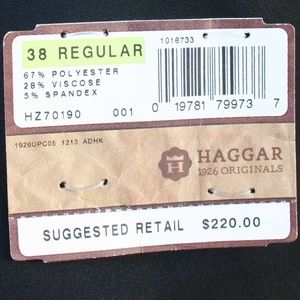 38 REGULAR
1016733
67% POLYESTER
28% VISCOSE
5% SPANDEX
HZ70190 001
0 19781 79973 7
1926UPC05 1213 ADHK
H
HAGGAR
1926 ORIGINALS
SUGGESTED RETAIL $220.00